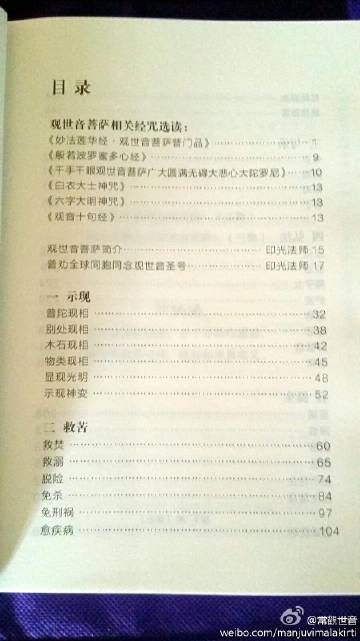 目录
观世音菩萨相关经咒选读：
《妙法莲华经·观世音菩萨普门品》 1
《般若波罗蜜多心经》 9
《千手千眼观世音菩萨广大圆满无碍大悲心大陀罗尼》 10
《白衣大士神咒》 13
《六字大明神咒》 13
《观音十句经》 13
观世音菩萨简介 印光法师 15
普劝全球同胞同念观世音圣号 印光法师 17
一 示现
普陀现相 32
别处现相 38
木石现相 42
物类现相 45
显现光明 48
示现神变 52
二 救苦
救焚 60
救溺 65
脱险 74
免杀 84
免刑祸 97
愈疾病 104
@常觀世音
weibo.com/manjuvimalakirti